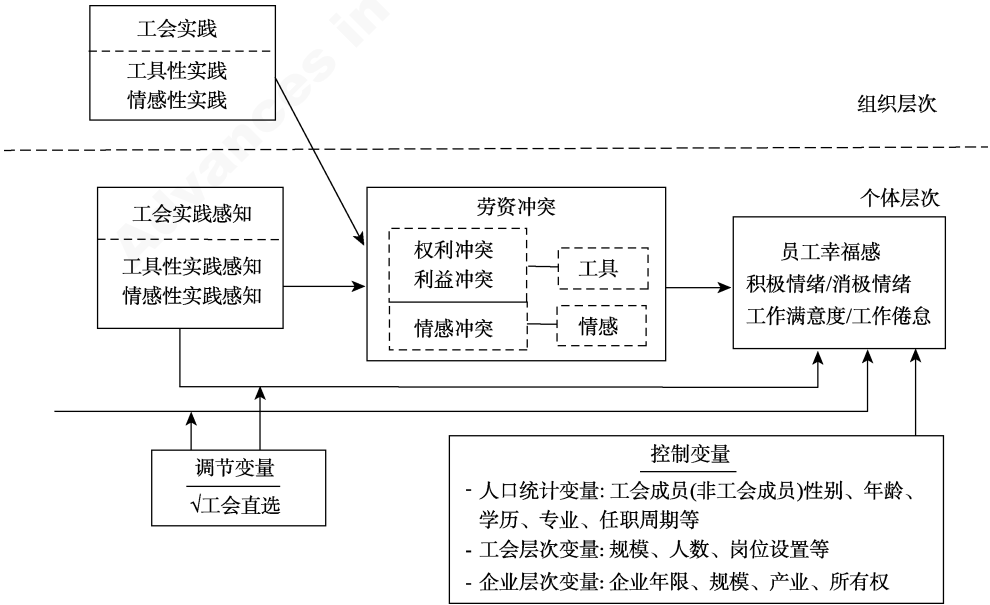 Advances in
工会实践
工具性实践
情感性实践
组织层次
个体层次
工会实践感知
工具性实践感知
情感性实践感知
劳资冲突
权利冲突
利益冲突
工具
情感冲突
情感
员工幸福感
积极情绪/消极情绪
工作满意度/工作倦怠
调节变量
√工会直选
控制变量
- 人口统计变量: 工会成员(非工会成员)性别、年龄、
学历、专业、任职周期等
- 工会层次变量: 规模、人数、岗位设置等
- 企业层次变量: 企业年限、规模、产业、所有权